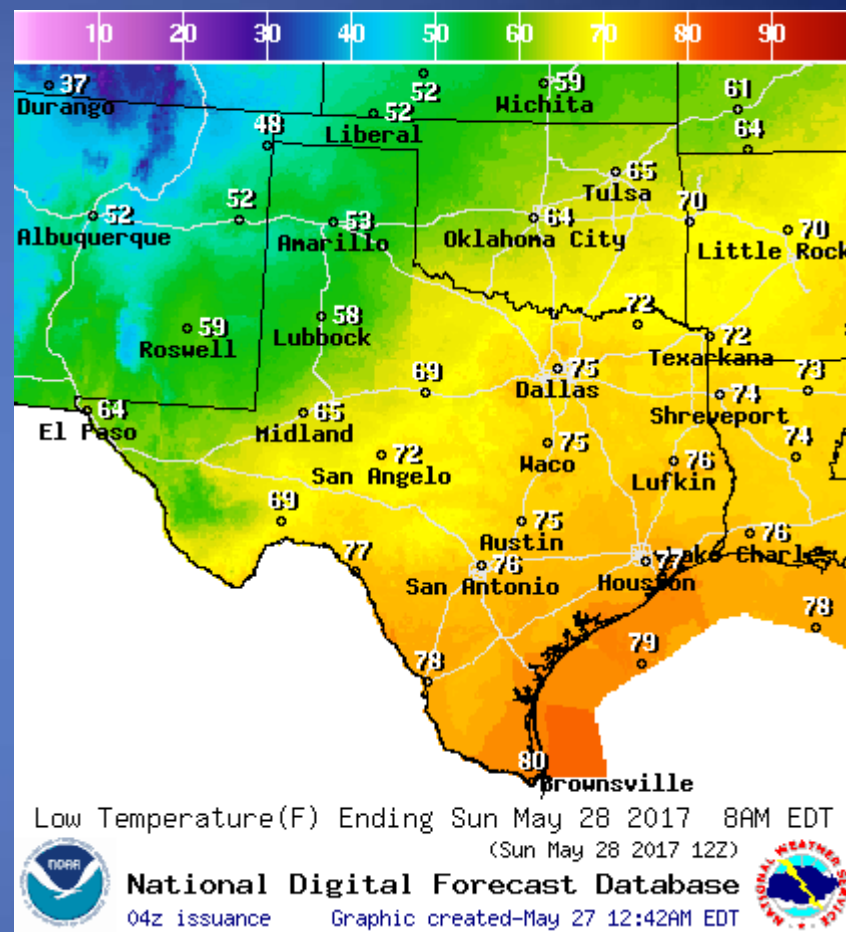 10 20 30 40 50 60 70 80 90
37
Durango
52
59
Wichita
61
52
Liberal
48
64
65
Tulsa
52
Albuquerque
52
53
Amarillo
64
Oklahoma City
70
70
Little Rock
59
Roswell
58
Lubbock
72
72
Texarkana
75
Dallas
69
74
Shreveport
73
64
El Paso
65
Midland
72
San Angelo
75
Waco
76
Lufkin
74
69
75
Austin
76
Lake Charles
77
76
San Antonio
77
Houston
78
78
79
80
Brownsville
Low Temperature(F) Ending Sun May 28 2017 8AM EDT
(Sun May 28 2017 12Z)
National Digital Forecast Database
04z issuance Graphic created-May 27 12:42AM EDT
NOAA
NATIONAL WEATHER SERVICE